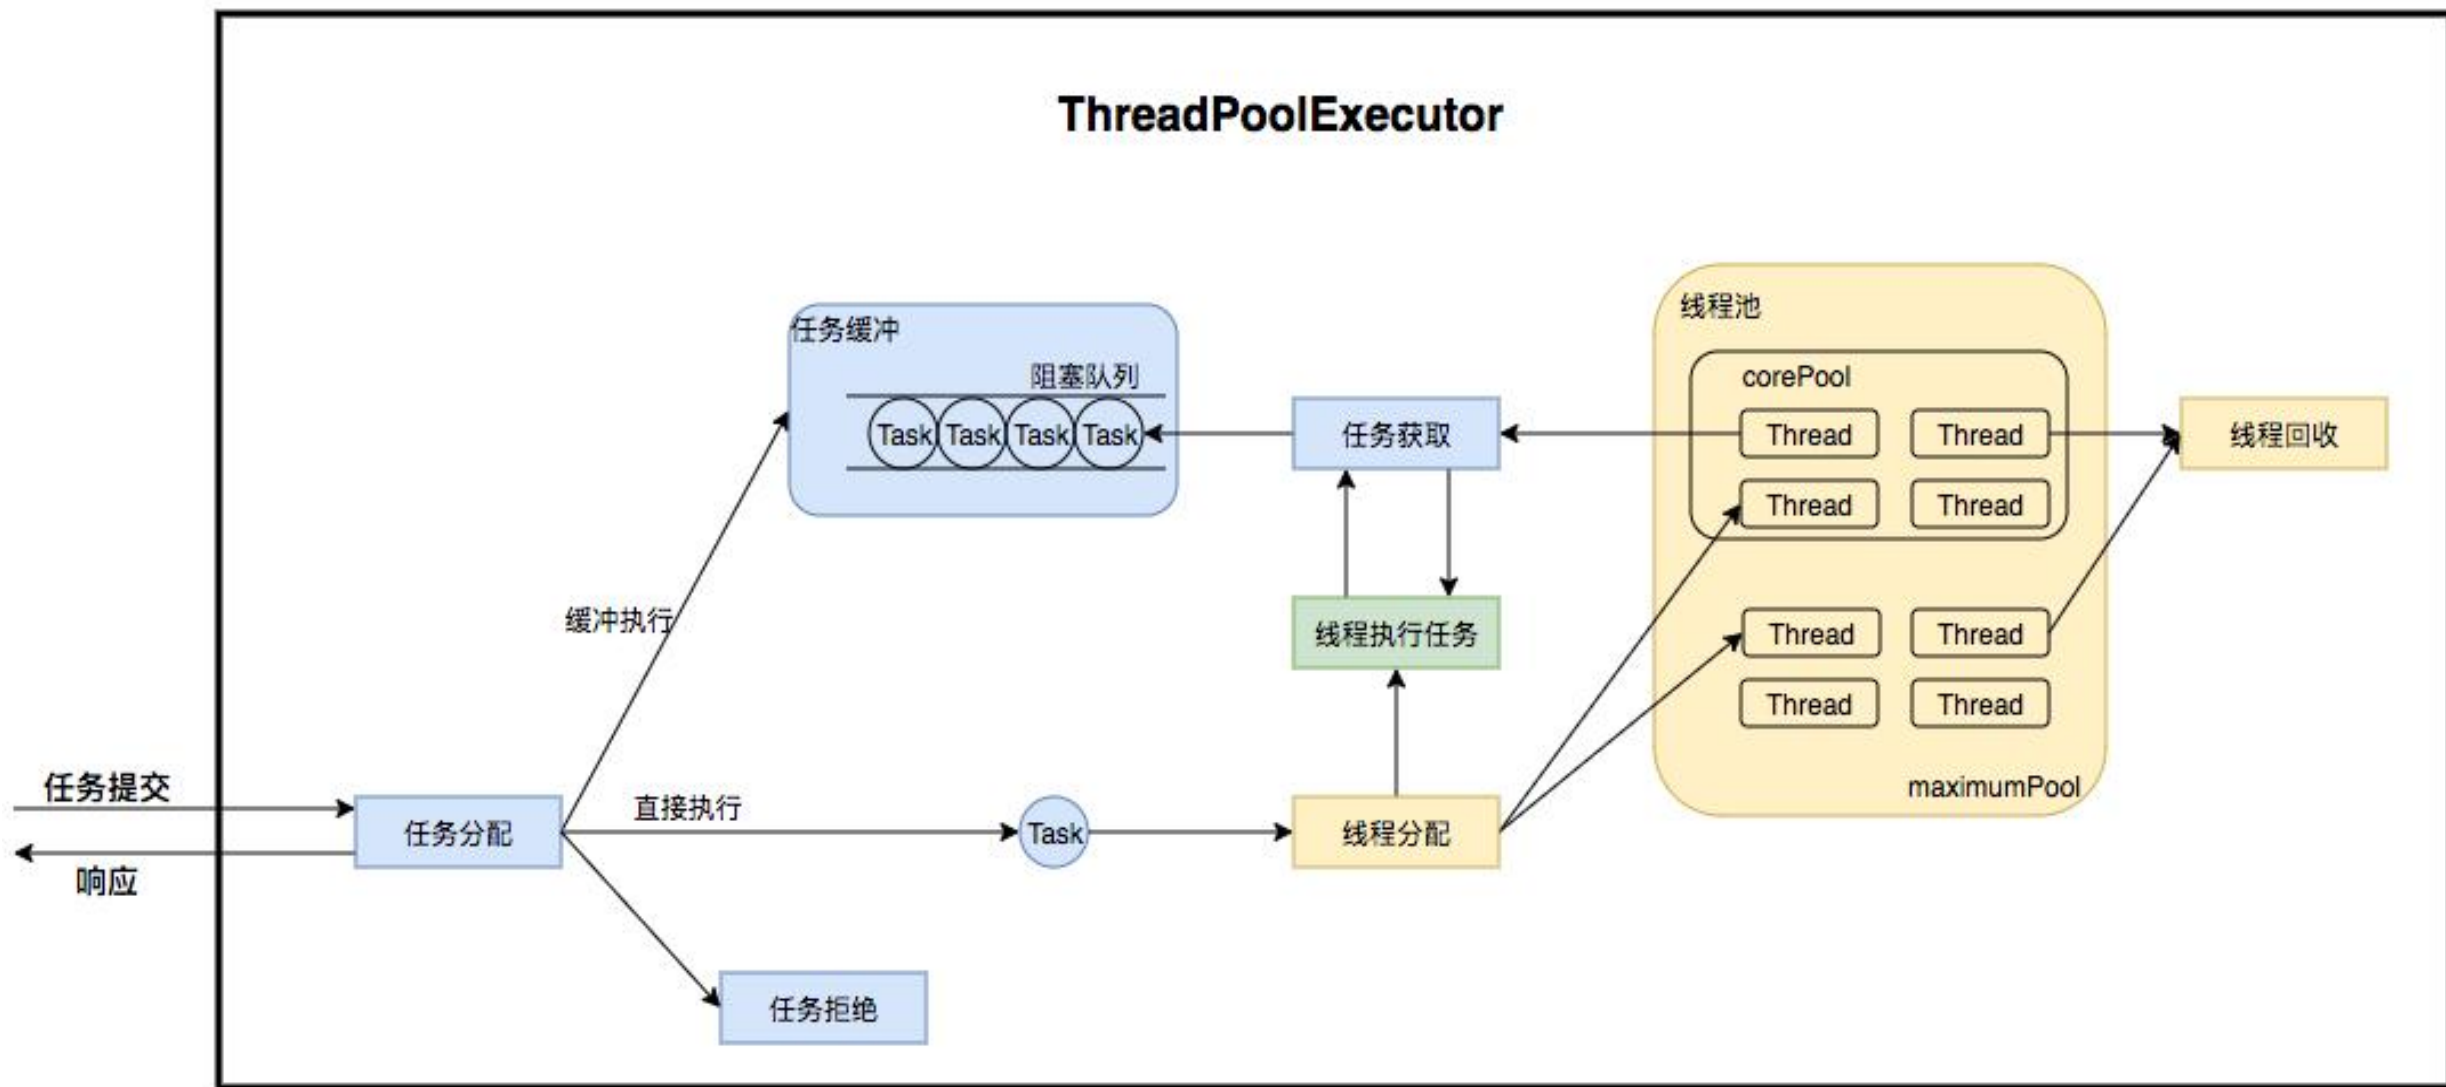 ThreadPoolExecutor
线程池
任务缓冲
阻塞队列
corePool
Task Task Task Task
任务获取
Thread Thread
线程回收
Thread Thread
缓冲执行
线程执行任务
Thread Thread
Thread Thread
maximumPool
任务提交
直接执行
任务分配
Task
线程分配
响应
任务拒绝